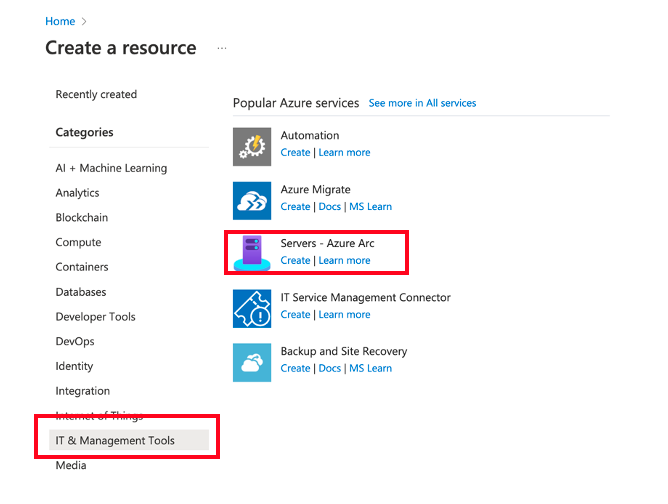 Home >
Create a resource ...
Recently created
Categories
AI + Machine Learning
Analytics
Blockchain
Compute
Containers
Databases
Developer Tools
DevOps
Identity
Integration
Internet of Things
IT & Management Tools
Media
Popular Azure services See more in All services
Automation
Create | Learn more
Azure Migrate
Create | Docs | MS Learn
Servers - Azure Arc
Create | Learn more
IT Service Management Connector
Create | Learn more
Backup and Site Recovery
Create | Docs | MS Learn